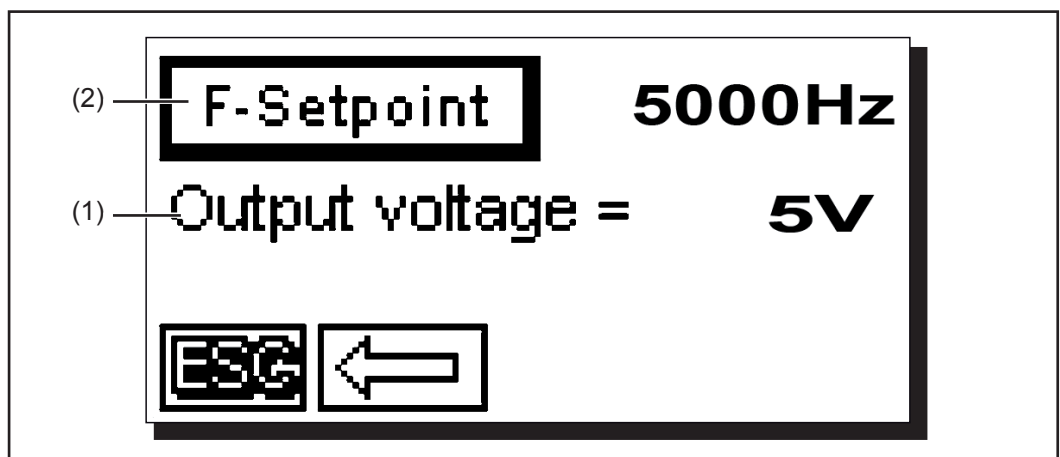 (2) F-Setpoint 5000Hz
(1) Output voltage = 5V
ESC